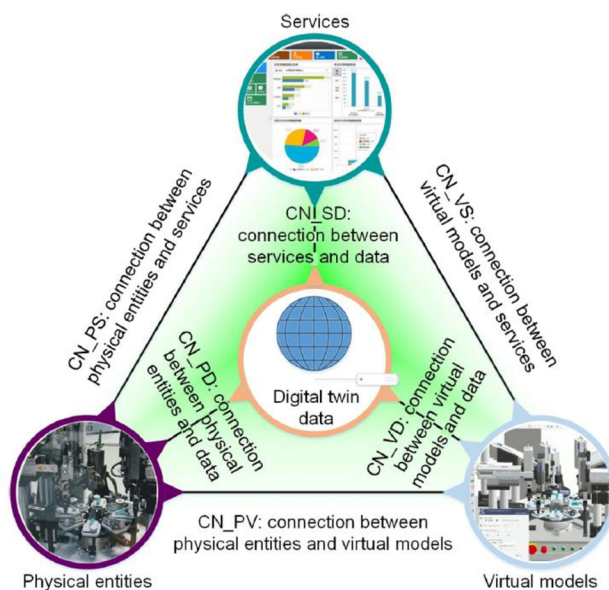 Services
CN_PS: connection between
physical entities and services
CN_SD:
connection between
services and data
CN_VS: connection between
virtual models and services
CN_PD: connection
between physical
entities and data
Digital twin
data
CN_VD: connection
between virtual
models and data
CN_PV: connection between
physical entities and virtual models
Physical entities
Virtual models